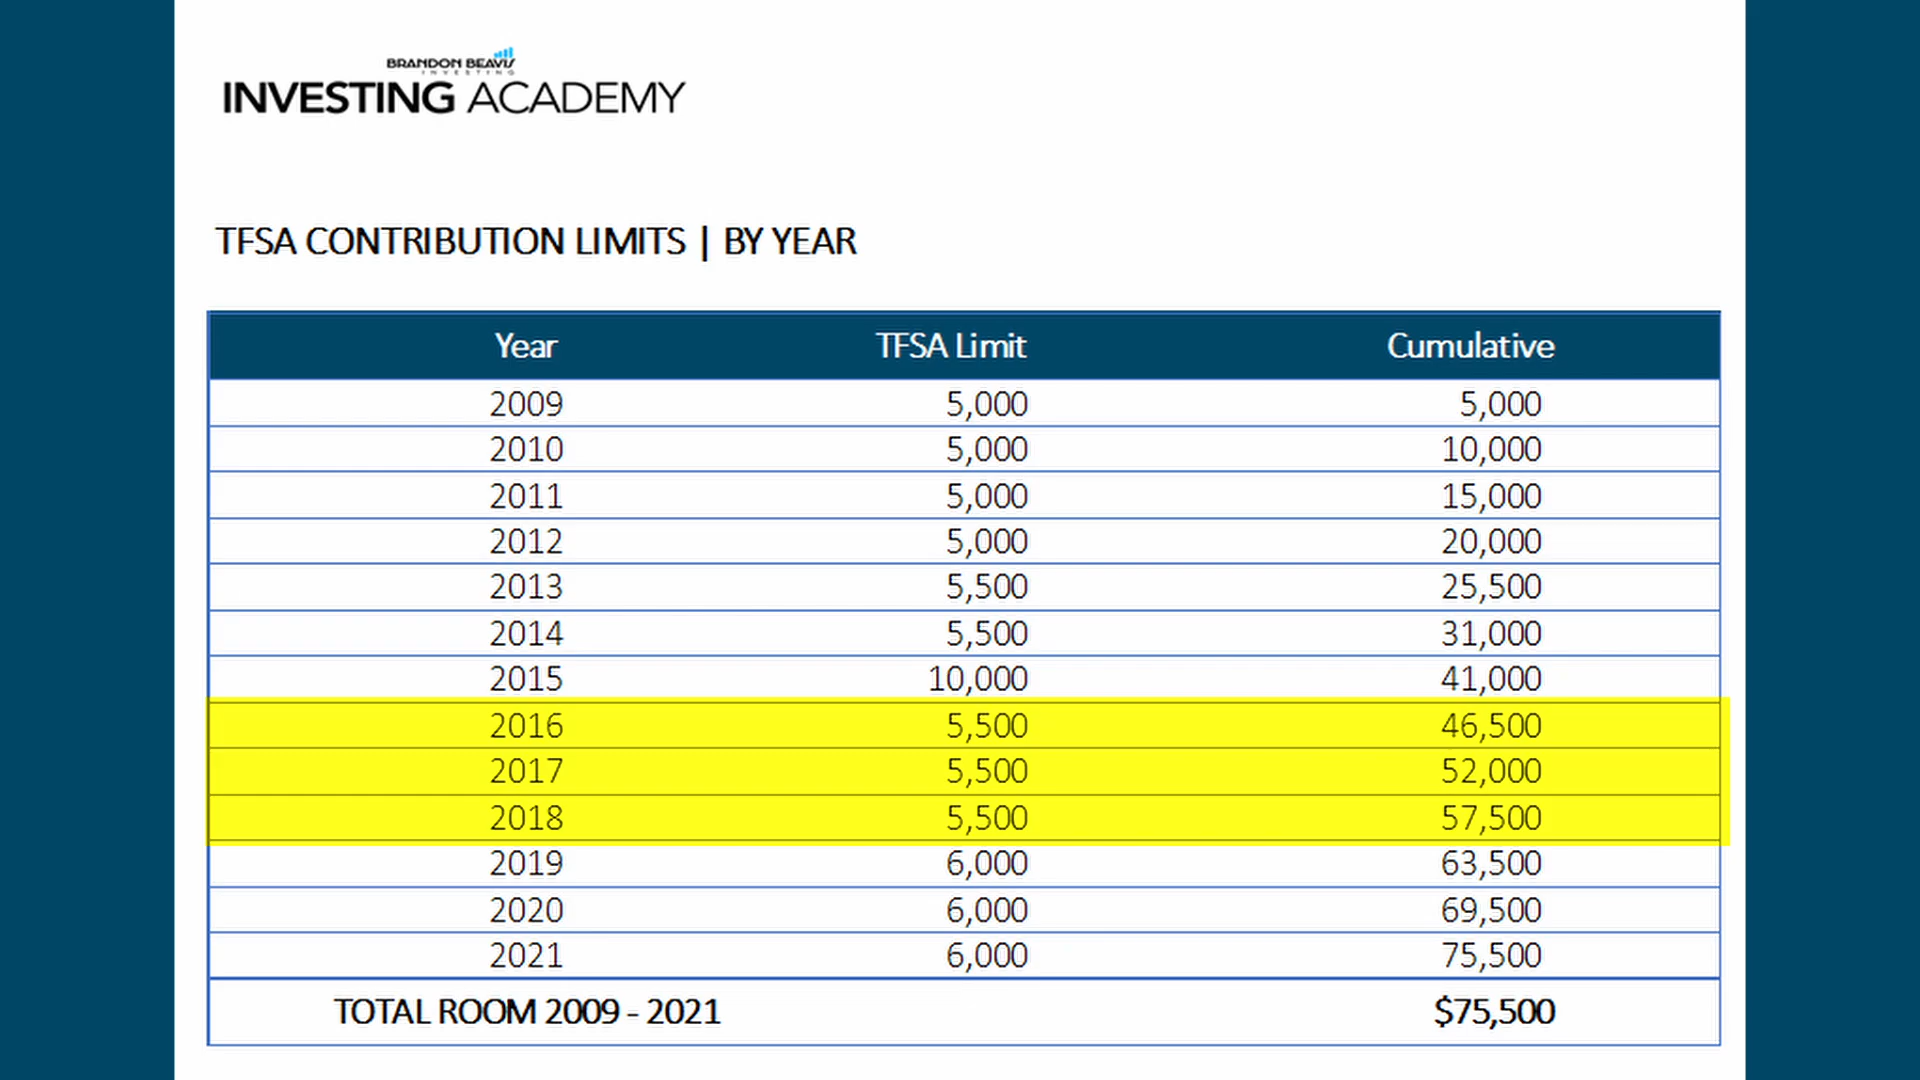 BRANDON BEAVIS
INVESTING
INVESTING ACADEMY
TFSA CONTRIBUTION LIMITS | BY YEAR
Year TFSA Limit Cumulative
2009 5,000 5,000
2010 5,000 10,000
2011 5,000 15,000
2012 5,000 20,000
2013 5,500 25,500
2014 5,500 31,000
2015 10,000 41,000
2016 5,500 46,500
2017 5,500 52,000
2018 5,500 57,500
2019 6,000 63,500
2020 6,000 69,500
2021 6,000 75,500
TOTAL ROOM 2009 - 2021 $75,500